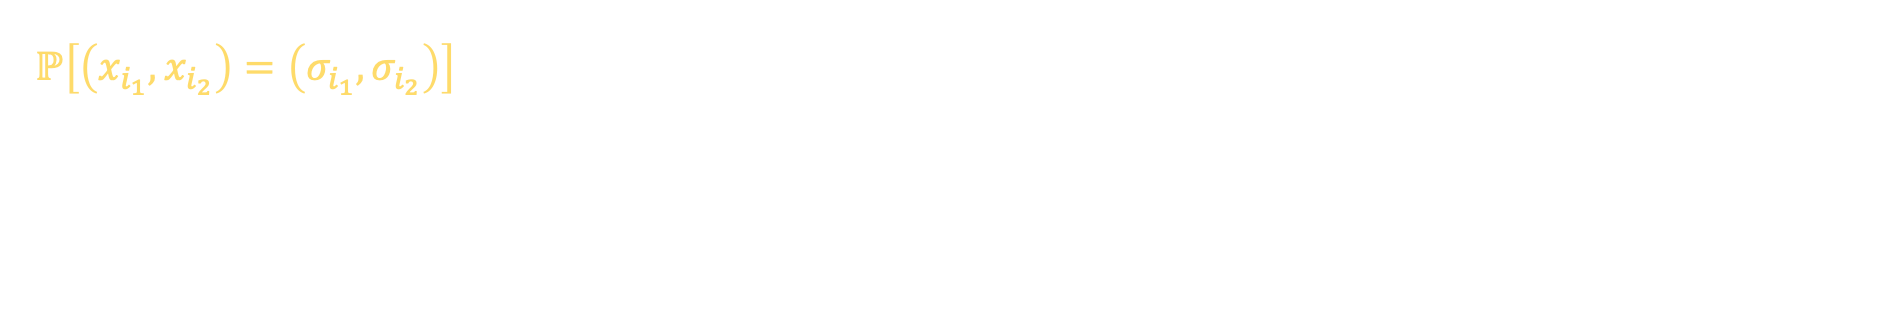 ℙ[(x_{i_1}, x_{i_2}) = (σ_{i_1}, σ_{i_2})]